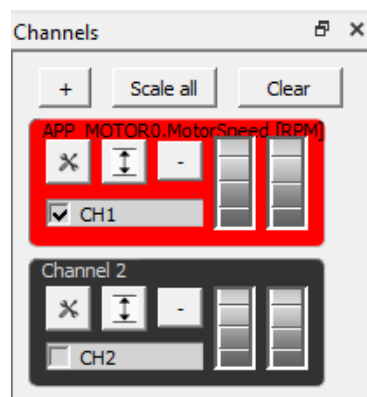 Channels
+ Scale all Clear
APP_MOTOR0.MotorSpeed [RPM]
-
CH1
Channel 2
-
CH2